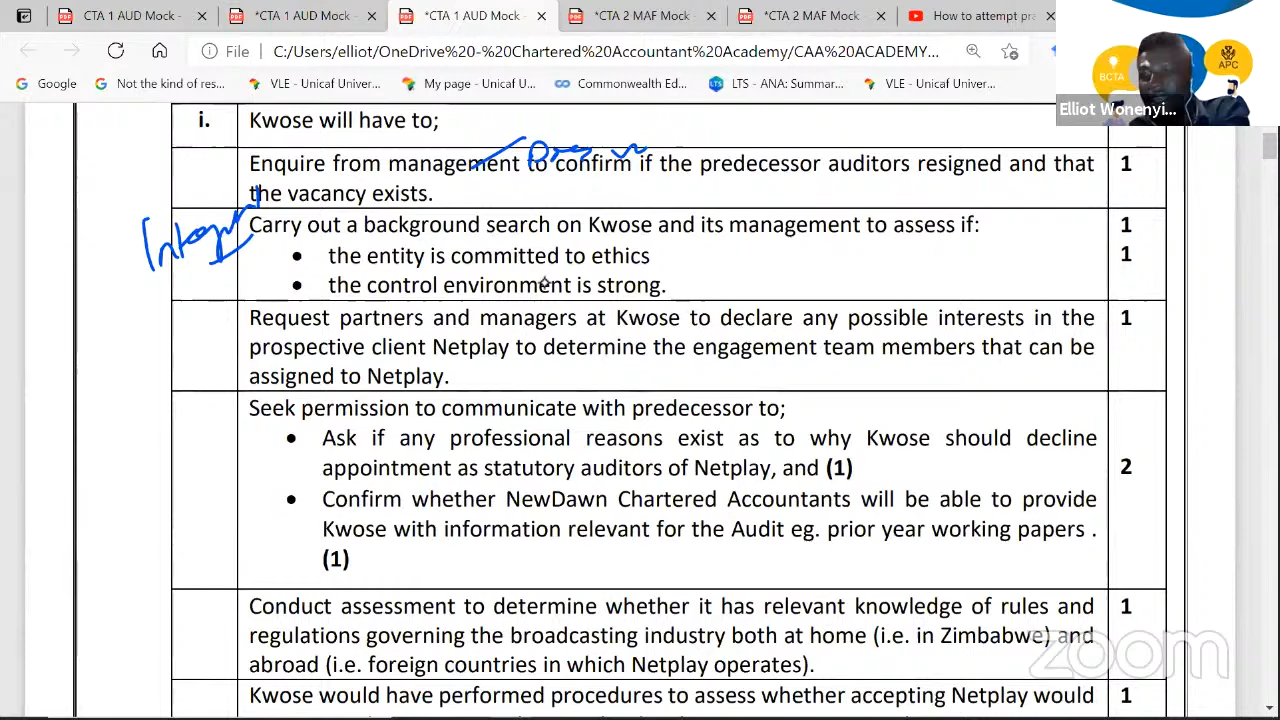 *CTA 1 AUD Mock -
*CTA 1 AUD Mock -
*CTA 1 AUD Mock -
*CTA 2 MAF Mock -
*CTA 2 MAF Mock -
How to attempt pra
File
C:/Users/elliot/OneDrive%20-%20Chartered%20Accountant%20Academy/CAA%20ACADEMY...
Google
Not the kind of res...
VLE - Unicaf Univer...
My page - Unicaf Un...
Commonwealth Ed...
LTS - ANA: Summar...
VLE - Unicaf Univer...
BCTA
APC
Elliot Wonenyi...
i. Kwose will have to;
Enquire from management to confirm if the predecessor auditors resigned and that 1
the vacancy exists.
Integrity
Carry out a background search on Kwose and its management to assess if: 1
• the entity is committed to ethics 1
• the control environment is strong.
Request partners and managers at Kwose to declare any possible interests in the 1
prospective client Netplay to determine the engagement team members that can be
assigned to Netplay.
Seek permission to communicate with predecessor to;
• Ask if any professional reasons exist as to why Kwose should decline
appointment as statutory auditors of Netplay, and (1) 2
• Confirm whether NewDawn Chartered Accountants will be able to provide
Kwose with information relevant for the Audit eg. prior year working papers .
(1)
Conduct assessment to determine whether it has relevant knowledge of rules and 1
regulations governing the broadcasting industry both at home (i.e. in Zimbabwe) and
abroad (i.e. foreign countries in which Netplay operates).
zoom
Kwose would have performed procedures to assess whether accepting Netplay would 1